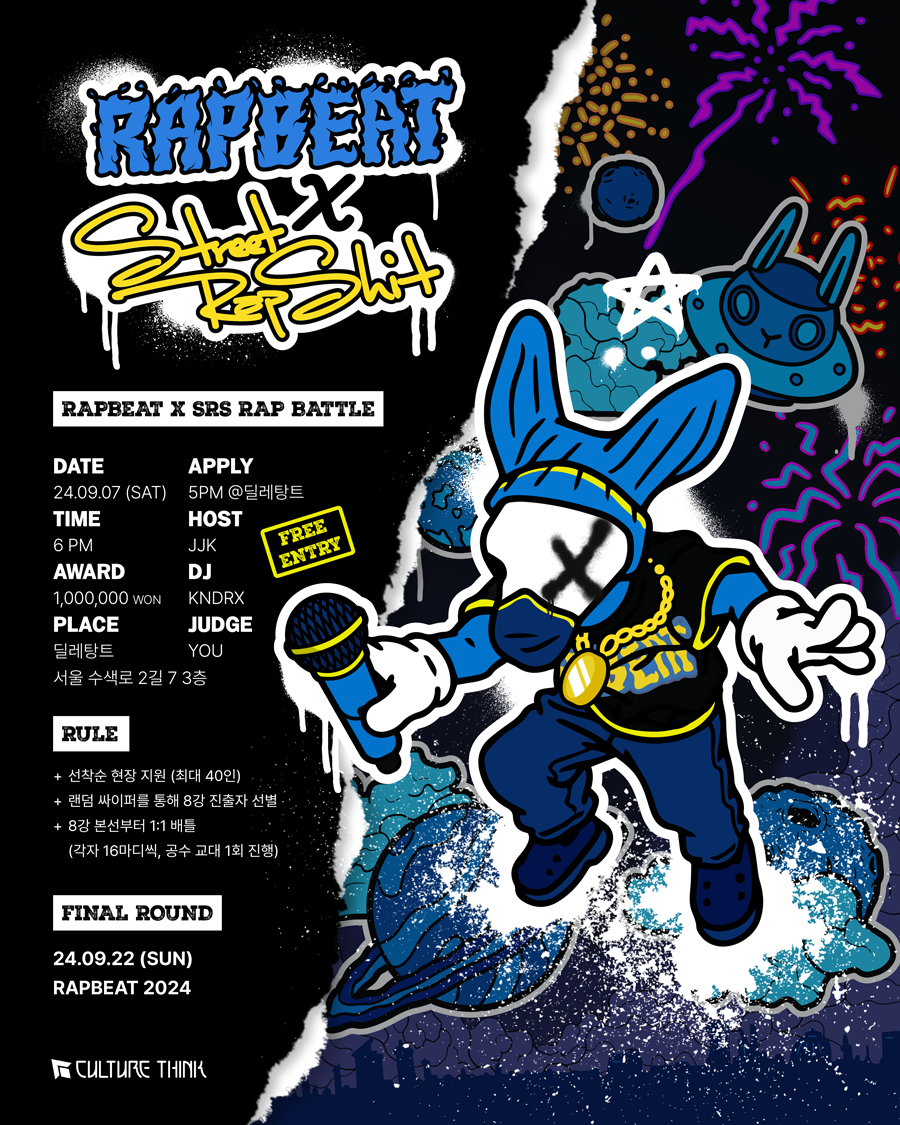 RAPBEAT
X
Street
Rap Shit
RAPBEAT X SRS RAP BATTLE
DATE
24.09.07 (SAT)
APPLY
5PM @딜레탕트
TIME
6 PM
HOST
JJK
FREE
ENTRY
AWARD
1,000,000 WON
DJ
KNDRX
PLACE
딜레탕트
서울 수색로 2길 7 3층
JUDGE
YOU
RULE
+ 선착순 현장 지원 (최대 40인)
+ 랜덤 싸이퍼를 통해 8강 진출자 선별
+ 8강 본선부터 1:1 배틀
(각자 16마디씩, 공수 교대 1회 진행)
FINAL ROUND
24.09.22 (SUN)
RAPBEAT 2024
CULTURE THINK
X